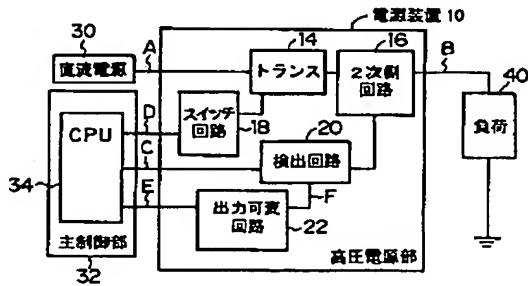 電源装置10
30
A
14
16
B
直流電源
トランス
2次側
回路
40
D
スイッチ
回路
18
20
CPU
C
検出回路
負荷
34
E
F
出力可変
回路
22
主制御部
32
高圧電源部